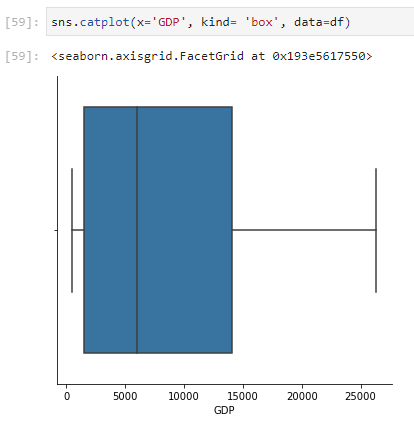 [59]: sns.catplot(x='GDP', kind= 'box', data=df)
[59]: <seaborn.axisgrid.FacetGrid at 0x193e5617550>
0 5000 10000 15000 20000 25000
GDP